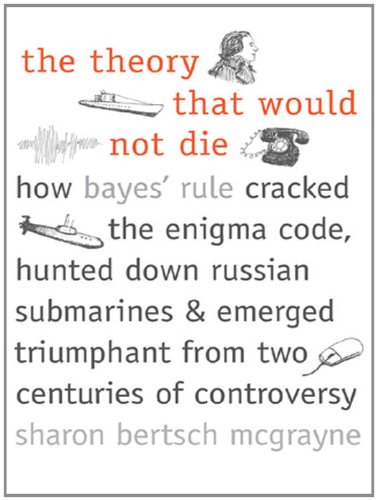 the theory
that would
not die
how bayes' rule cracked
the enigma code,
hunted down russian
submarines & emerged
triumphant from two
centuries of controversy
sharon bertsch mcgrayne